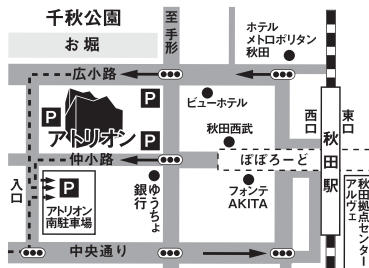 千秋公園
お堀
至手形
ホテル
メトロポリタン
秋田
広小路
P
P
ビューホテル
アトリオン
P
秋田西武
西口
東口
秋田駅
仲小路
ぽぽろーど
入口
P
アトリオン
南駐車場
ゆうちょ
銀行
フォンテ
AKITA
秋田拠点センター
アルヴェ
中央通り